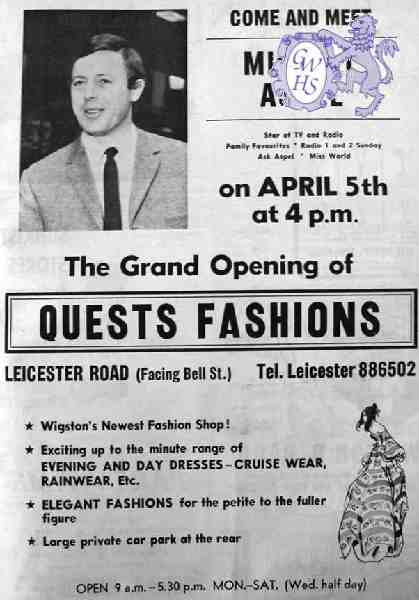 COME AND MEET
GWHS
Star of TV and Radio
Family Favourites * Radio 1 and 2 Sunday
Ask Aspel * Miss World
on APRIL 5th
at 4 p.m.
The Grand Opening of
QUESTS FASHIONS
LEICESTER ROAD (Facing Bell St.) Tel. Leicester 886502
★ Wigston's Newest Fashion Shop!
★ Exciting up to the minute range of
EVENING AND DAY DRESSES – CRUISE WEAR,
RAINWEAR, Etc.
★ ELEGANT FASHIONS for the petite to the fuller
figure
★ Large private car park at the rear
OPEN 9 a.m. – 5.30 p.m. MON.–SAT. (Wed. half day)